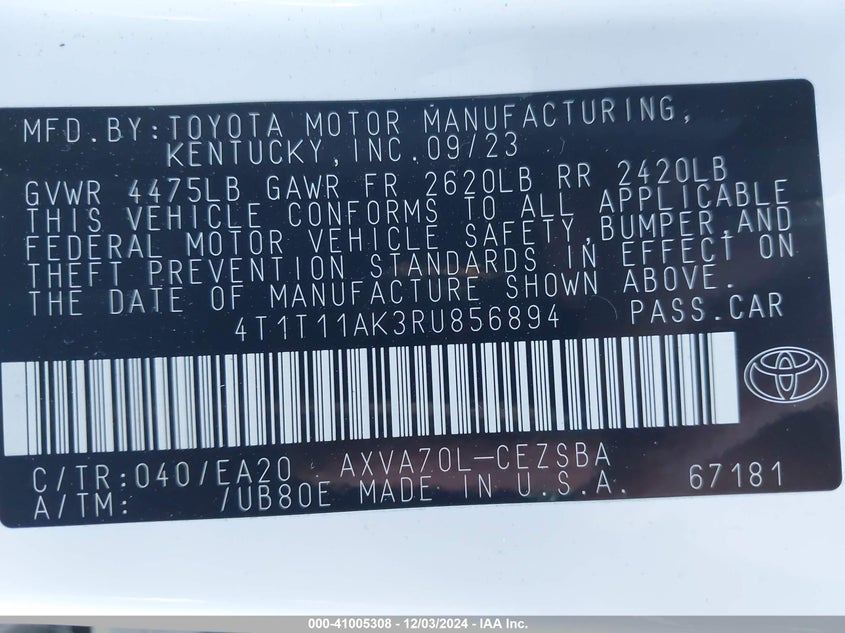 MFD.BY:TOYOTA MOTOR MANUFACTURING,
KENTUCKY,INC.09/23
GVWR 4475LB GAWR FR 2620LB RR 2420LB
THIS VEHICLE CONFORMS TO ALL APPLICABLE
FEDERAL MOTOR VEHICLE SAFETY,BUMPER,AND
THEFT PREVENTION STANDARDS IN EFFECT ON
THE DATE OF MANUFACTURE SHOWN ABOVE.
4T1T11AK3RU856894 PASS.CAR
C/TR:040/EA20 AXVA70L-CEZSBA
A/TM: /UB80E MADE IN U.S.A. 67181
000-41005308 - 12/03/2024 - IAA Inc.